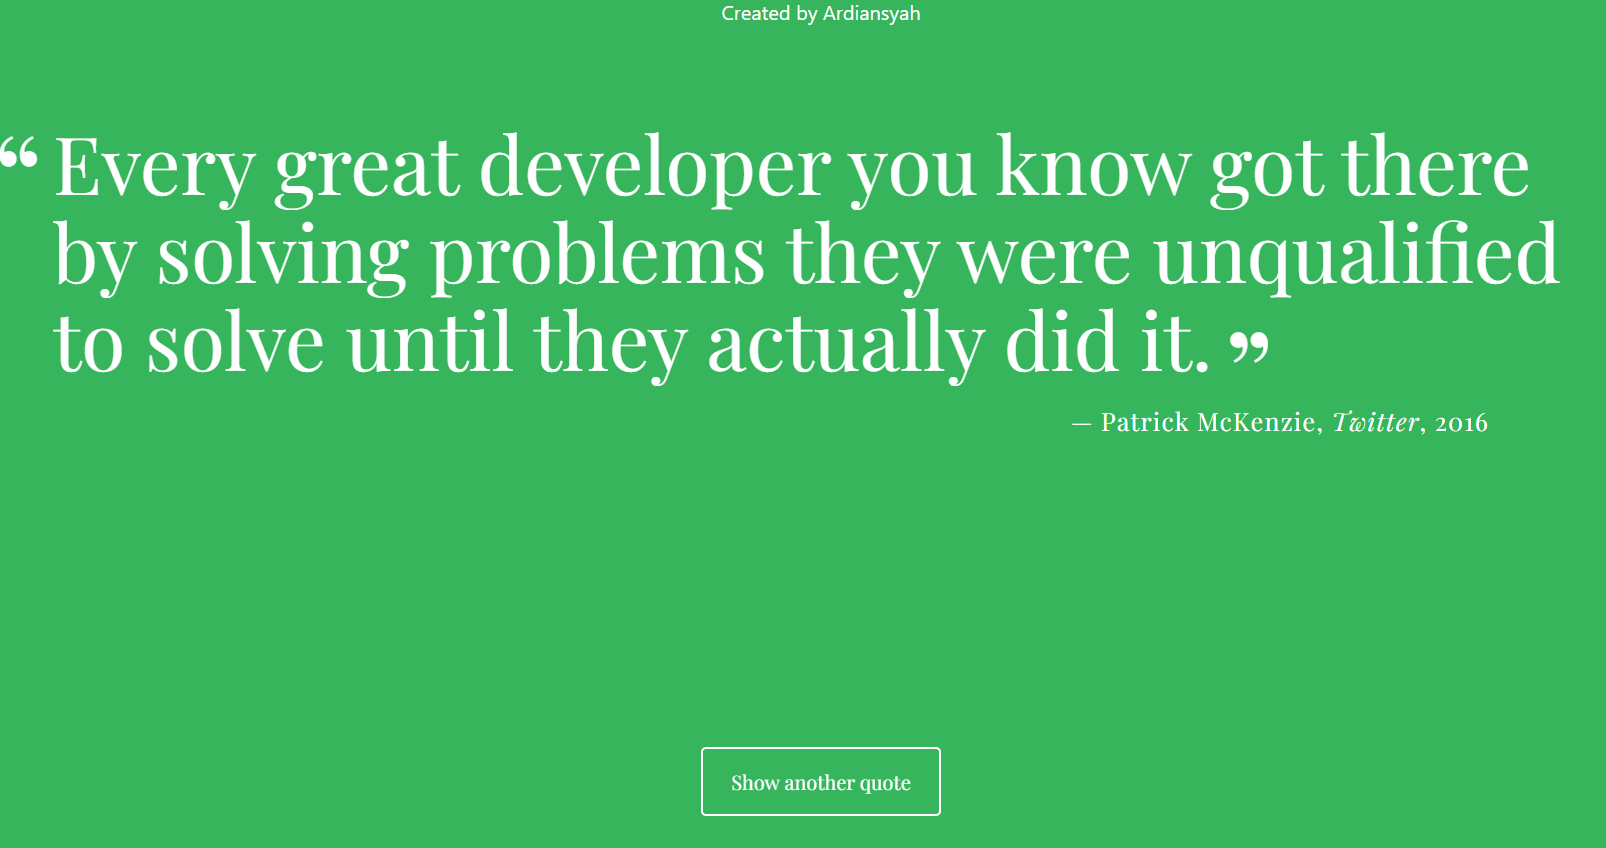 Created by Ardiansyah
“ Every great developer you know got there
by solving problems they were unqualified
to solve until they actually did it. ”
— Patrick McKenzie, Twitter, 2016
Show another quote